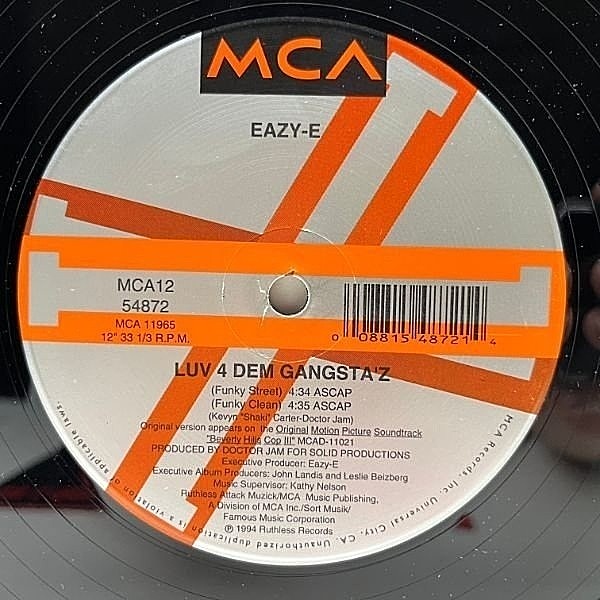 MCA
EAZY-E
MCA12
54872
MCA 11965
12" 33 1/3 R.P.M.
0 08815 48721 4
LUV 4 DEM GANGSTA'Z
(Funky Street) 4:34 ASCAP
(Funky Clean) 4:35 ASCAP
(Kevyn "Shaki" Carter-Doctor Jam)
Original version appears on the Original Motion Picture Soundtrack
"Beverly Hills Cop III" MCAD-11021
PRODUCED BY DOCTOR JAM FOR SOLID PRODUCTIONS
Executive Producer: Eazy-E
Executive Album Producers: John Landis and Leslie Belzberg
Music Supervisor: Kathy Nelson
Ruthless Attack Muzick/MCA Music Publishing,
A Division of MCA Inc./Sort Musik/
Famous Music Corporation
℗ 1994 Ruthless Records
MCA Records, Inc. Universal City, CA. Unauthorized duplication is a violation of applicable laws.